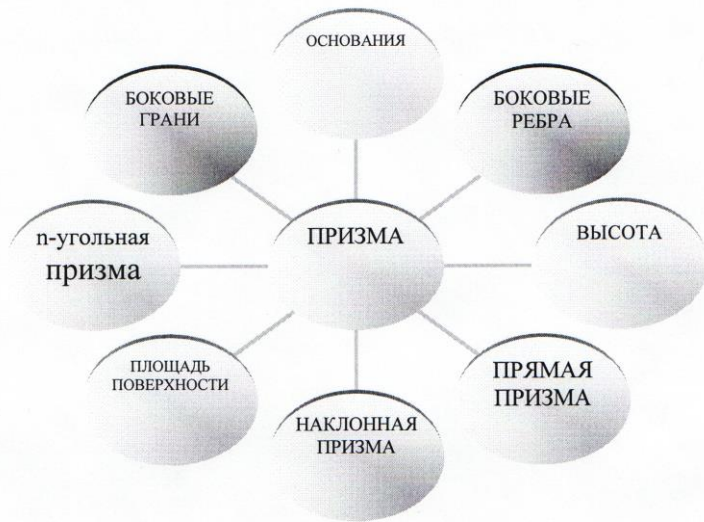 ОСНОВАНИЯ
БОКОВЫЕ
ГРАНИ
БОКОВЫЕ
РЕБРА
n-угольная
призма
ПРИЗМА
ВЫСОТА
ПЛОЩАДЬ
ПОВЕРХНОСТИ
НАКЛОННАЯ
ПРИЗМА
ПРЯМАЯ
ПРИЗМА